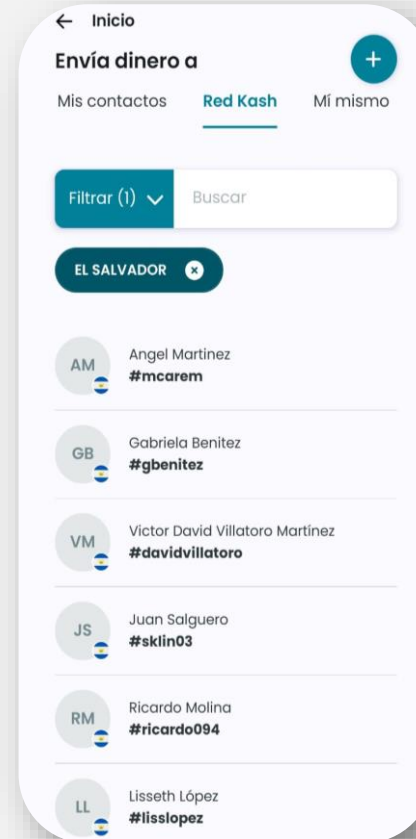 ← Inicio
Envía dinero a
+
Mis contactos Red Kash Mí mismo
Filtrar (1) Buscar
EL SALVADOR
AM Angel Martinez
#mcarem
GB Gabriela Benitez
#gbenitez
VM Victor David Villatoro Martínez
#davidvillatoro
JS Juan Salguero
#sklin03
RM Ricardo Molina
#ricardo094
LL Lisseth López
#lisslopez